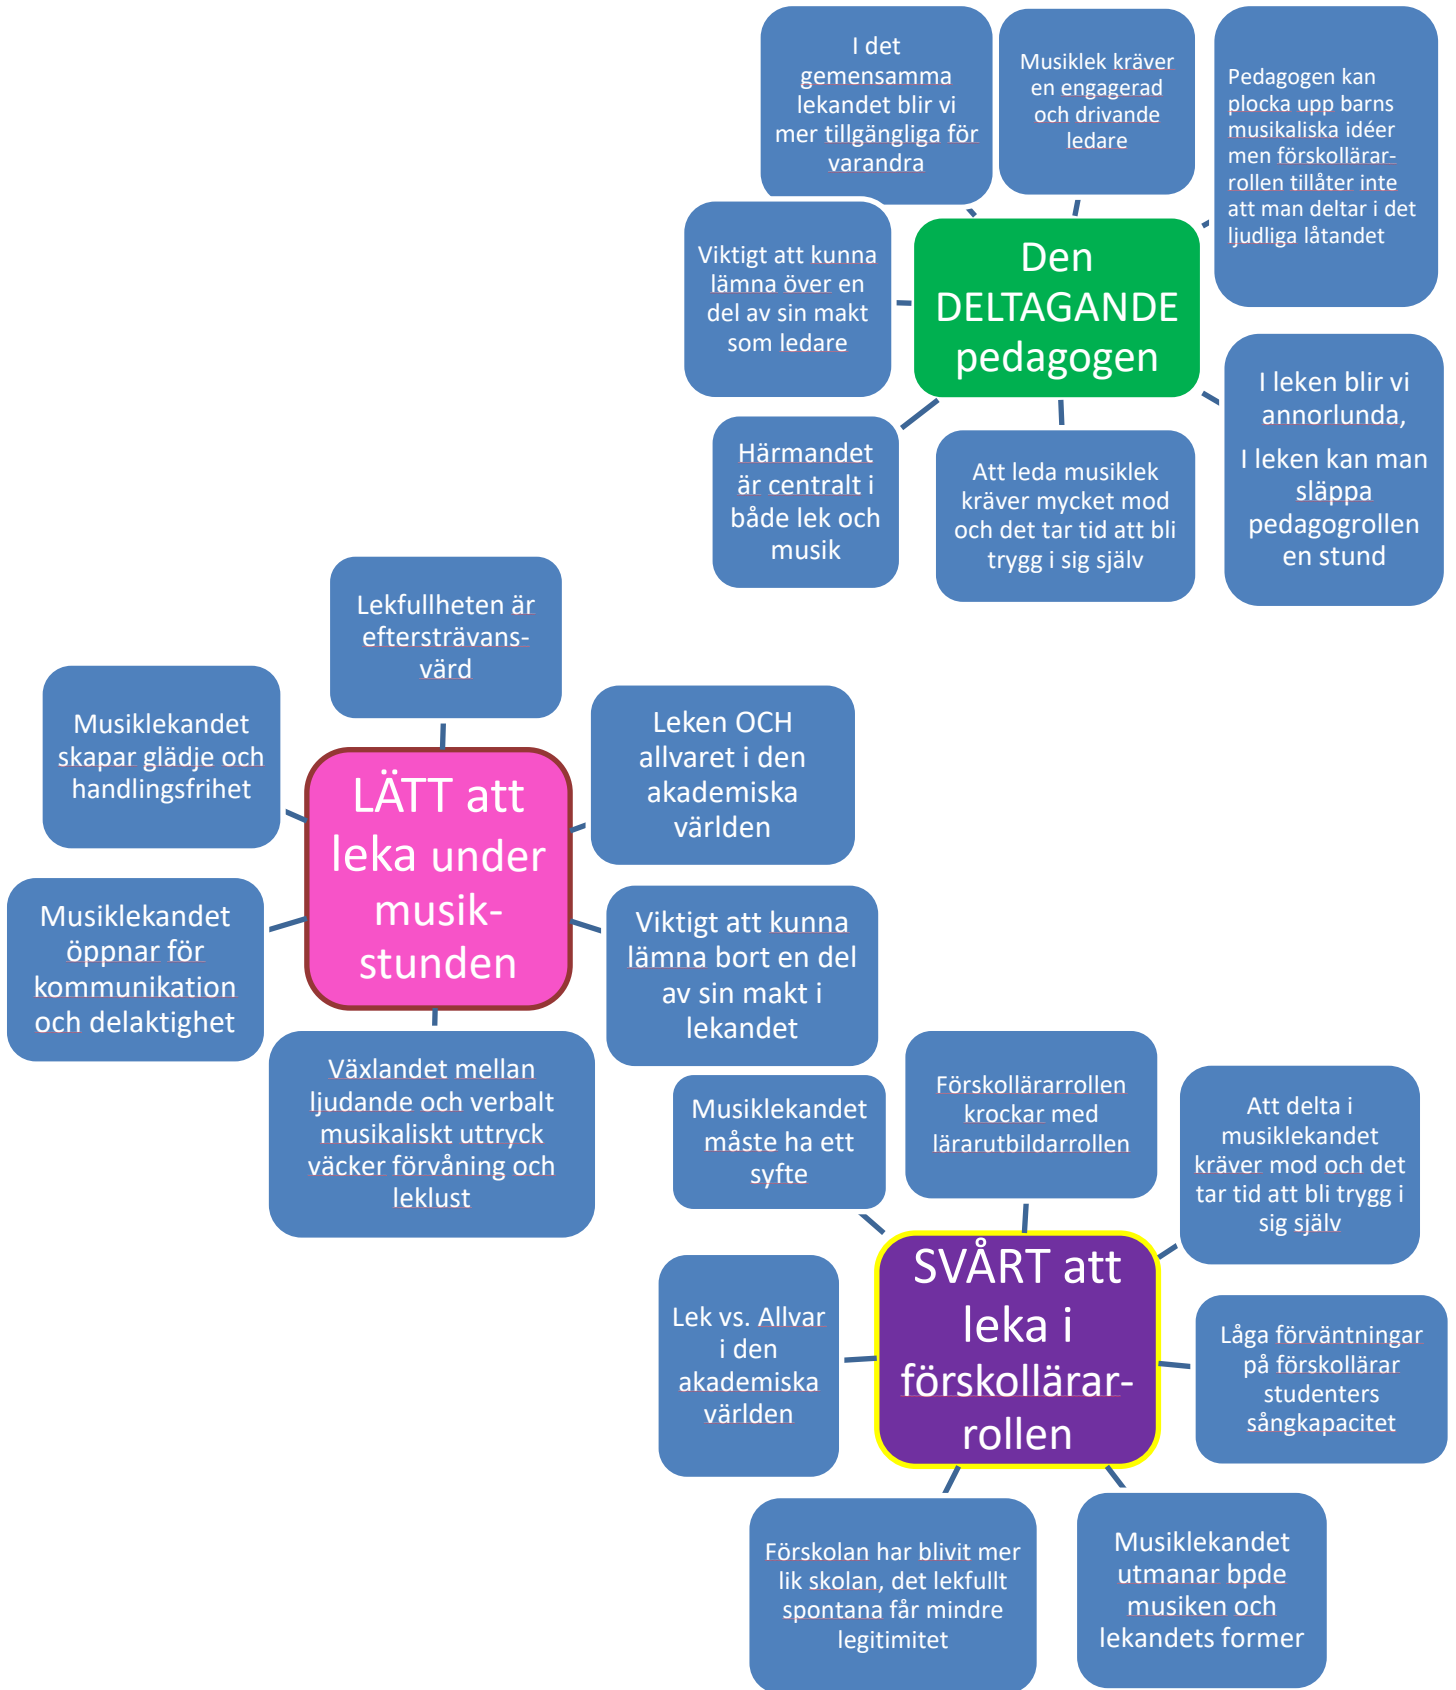 I det
gemensamma
lekandet blir vi
mer tillgängliga för
varandra
Musiklek kräver
en engagerad
och drivande
ledare
Pedagogen kan
plocka upp barns
musikaliska idéer
men förskollärar-
rollen tillåter inte
att man deltar i det
ljudliga låtandet
Viktigt att kunna
lämna över en
del av sin makt
som ledare
Den
DELTAGANDE
pedagogen
I leken blir vi
annorlunda,
I leken kan man
släppa
pedagogrollen
en stund
Härmandet
är centralt i
både lek och
musik
Att leda musiklek
kräver mycket mod
och det tar tid att bli
trygg i sig själv
Lekfullheten är
eftersträvans-
värd
Musiklekandet
skapar glädje och
handlingsfrihet
Leken OCH
allvaret i den
akademiska
världen
LÄTT att
leka under
musik-
stunden
Musiklekandet
öppnar för
kommunikation
och delaktighet
Viktigt att kunna
lämna bort en del
av sin makt i
lekandet
Växlandet mellan
ljudande och verbalt
musikaliskt uttryck
väcker förvåning och
leklust
Musiklekandet
måste ha ett
syfte
Förskollärarrollen
krockar med
lärarutbildarrollen
Att delta i
musiklekandet
kräver mod och det
tar tid att bli trygg i
sig själv
SVÅRT att
leka i
förskollärar-
rollen
Lek vs. Allvar
i den
akademiska
världen
Låga förväntningar
på förskollärar
studenters
sångkapacitet
Förskolan har blivit mer
lik skolan, det lekfullt
spontana får mindre
legitimitet
Musiklekandet
utmanar bpde
musiken och
lekandets former